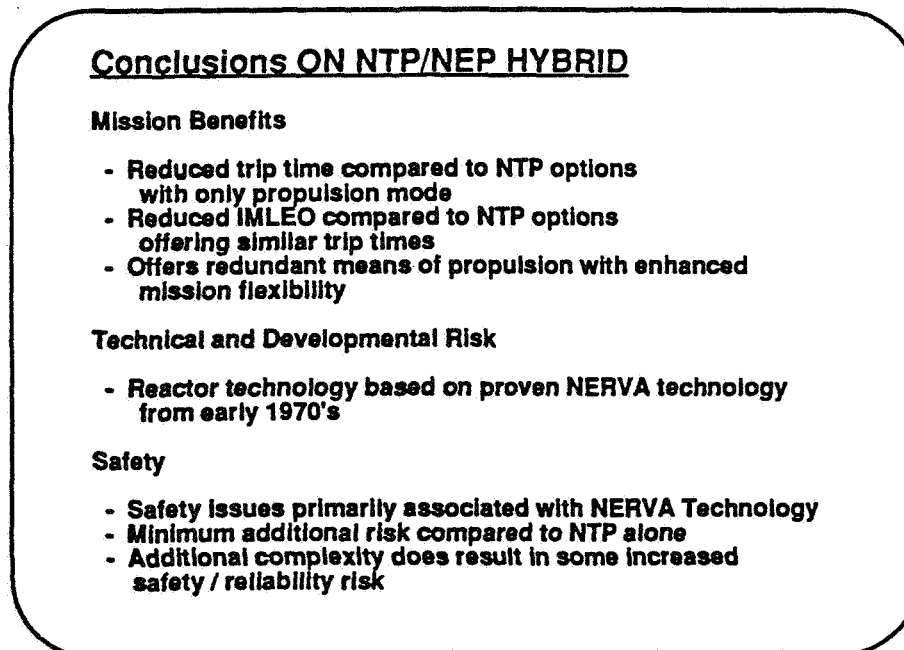 Conclusions ON NTP/NEP HYBRID
Mission Benefits
- Reduced trip time compared to NTP options
with only propulsion mode
- Reduced IMLEO compared to NTP options
offering similar trip times
- Offers redundant means of propulsion with enhanced
mission flexibility
Technical and Developmental Risk
- Reactor technology based on proven NERVA technology
from early 1970's
Safety
- Safety issues primarily associated with NERVA Technology
- Minimum additional risk compared to NTP alone
- Additional complexity does result in some increased
safety / reliability risk